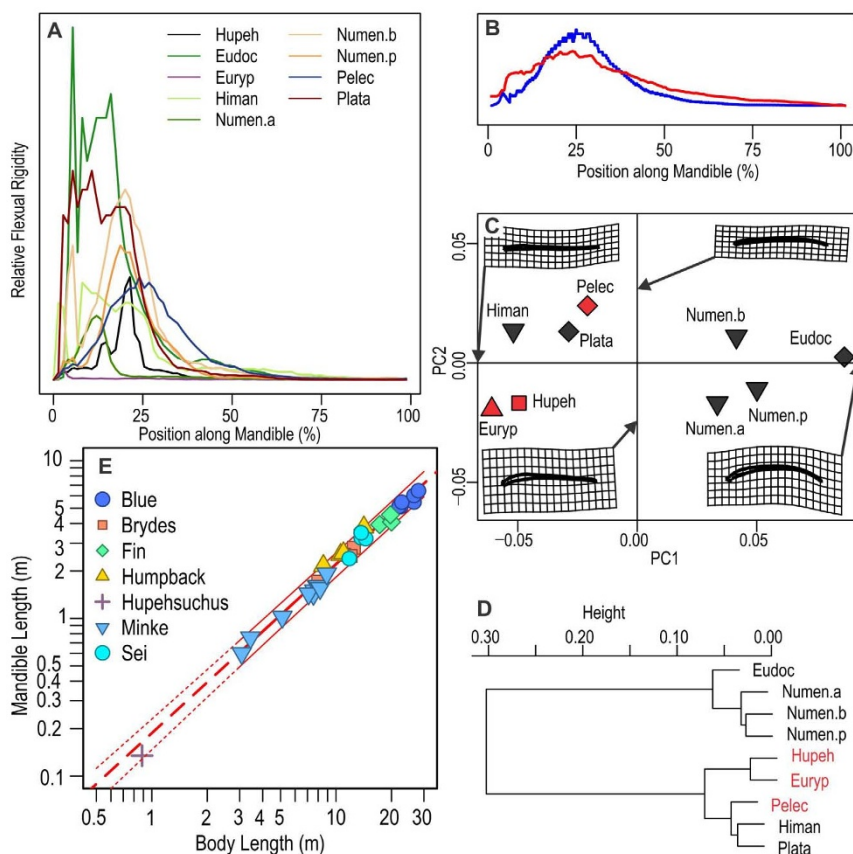 A
Hupeh
Eudoc
Euryp
Himan
Numen.a
Numen.b
Numen.p
Pelec
Plata
Relative Flexual Rigidity
0 25 50 75 100
Position along Mandible (%)
B
0 25 50 75 100
Position along Mandible (%)
C
PC2
0.05
0.00
−0.05
Pelec
Himan
Plata
Numen.b
Eudoc
Hupeh
Euryp
Numen.a
Numen.p
−0.05 0.00 0.05
PC1
E
Mandible Length (m)
10
5
4
3
2
1
0.5
0.4
0.3
0.2
0.1
Blue
Brydes
Fin
Humpback
Hupehsuchus
Minke
Sei
0.5 1 2 3 4 5 10 20 30
Body Length (m)
D
Height
0.30 0.20 0.10 0.00
Eudoc
Numen.a
Numen.b
Numen.p
Hupeh
Euryp
Pelec
Himan
Plata